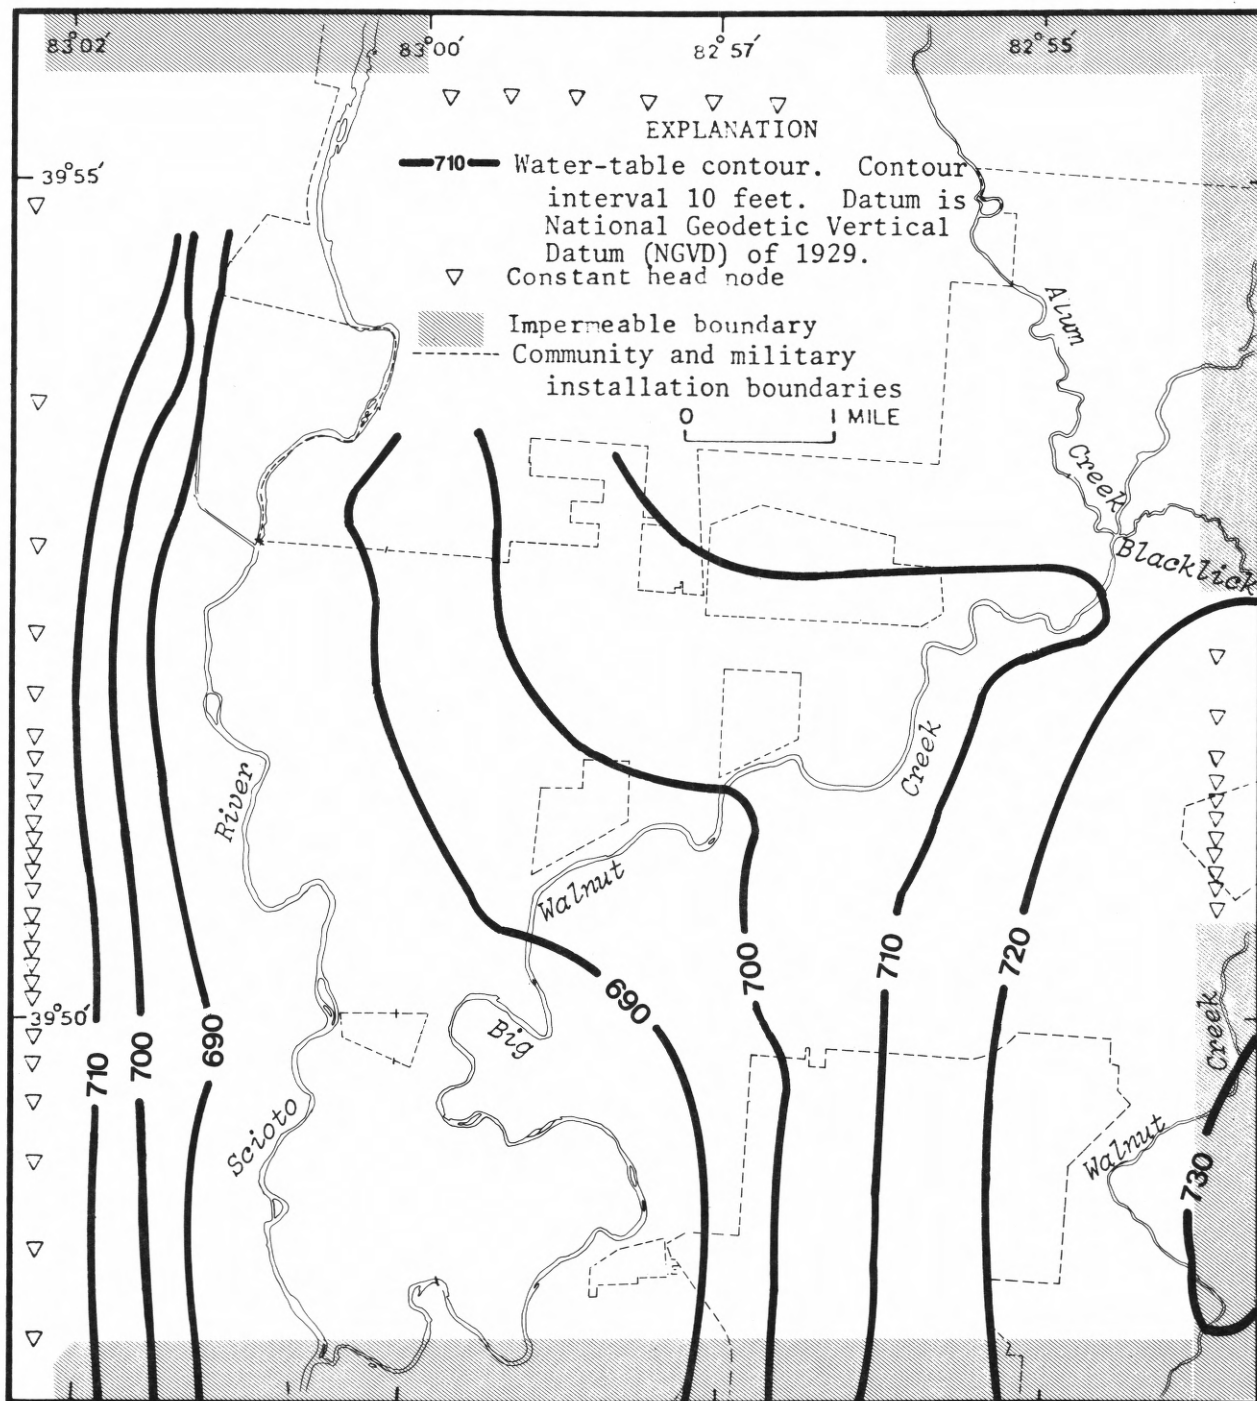 83°02′ 83°00′ 82°57′ 82°55′
EXPLANATION
710 Water-table contour. Contour
interval 10 feet. Datum is
National Geodetic Vertical
Datum (NGVD) of 1929.
Constant head node
Impermeable boundary
Community and military
installation boundaries
0 1 MILE
39°55′
Alum
Creek
Blacklick
Creek
River
Walnut
Big
Scioto
39°50′
710
700
690
690
700
710
720
Creek
Walnut
730